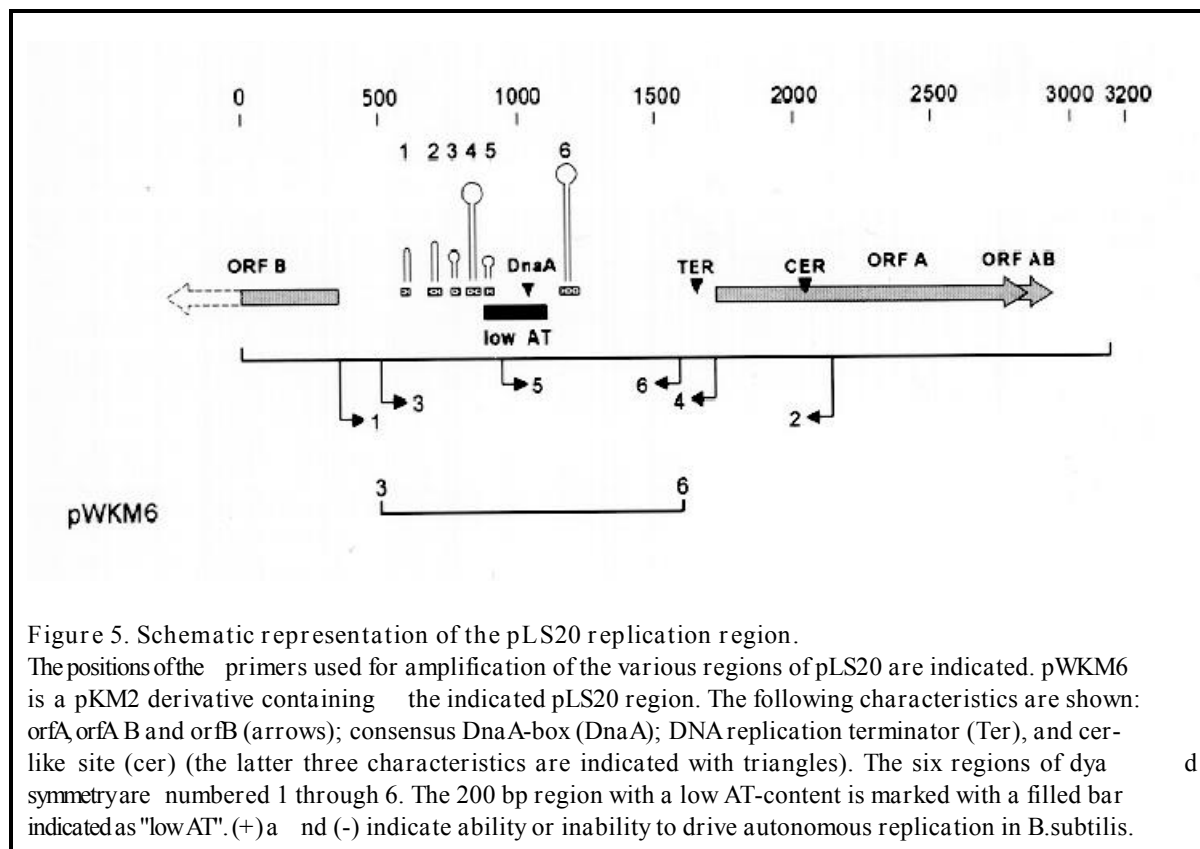 0 500 1000 1500 2000 2500 3000 3200
1 2 3 4 5 6
ORF B DnaA TER CER ORF A ORF AB
low AT
1 3 5 6 4 2
3 6
pWKM6
Figure 5. Schematic representation of the pLS20 replication region.
The positions of the primers used for amplification of the various regions of pLS20 are indicated. pWKM6
is a pKM2 derivative containing the indicated pLS20 region. The following characteristics are shown:
orfA, orfA B and orfB (arrows); consensus DnaA-box (DnaA); DNA replication terminator (Ter), and cer-
like site (cer) (the latter three characteristics are indicated with triangles). The six regions of dya d
symmetry are numbered 1 through 6. The 200 bp region with a low AT-content is marked with a filled bar
indicated as "low AT". (+) a nd (-) indicate ability or inability to drive autonomous replication in B.subtilis.